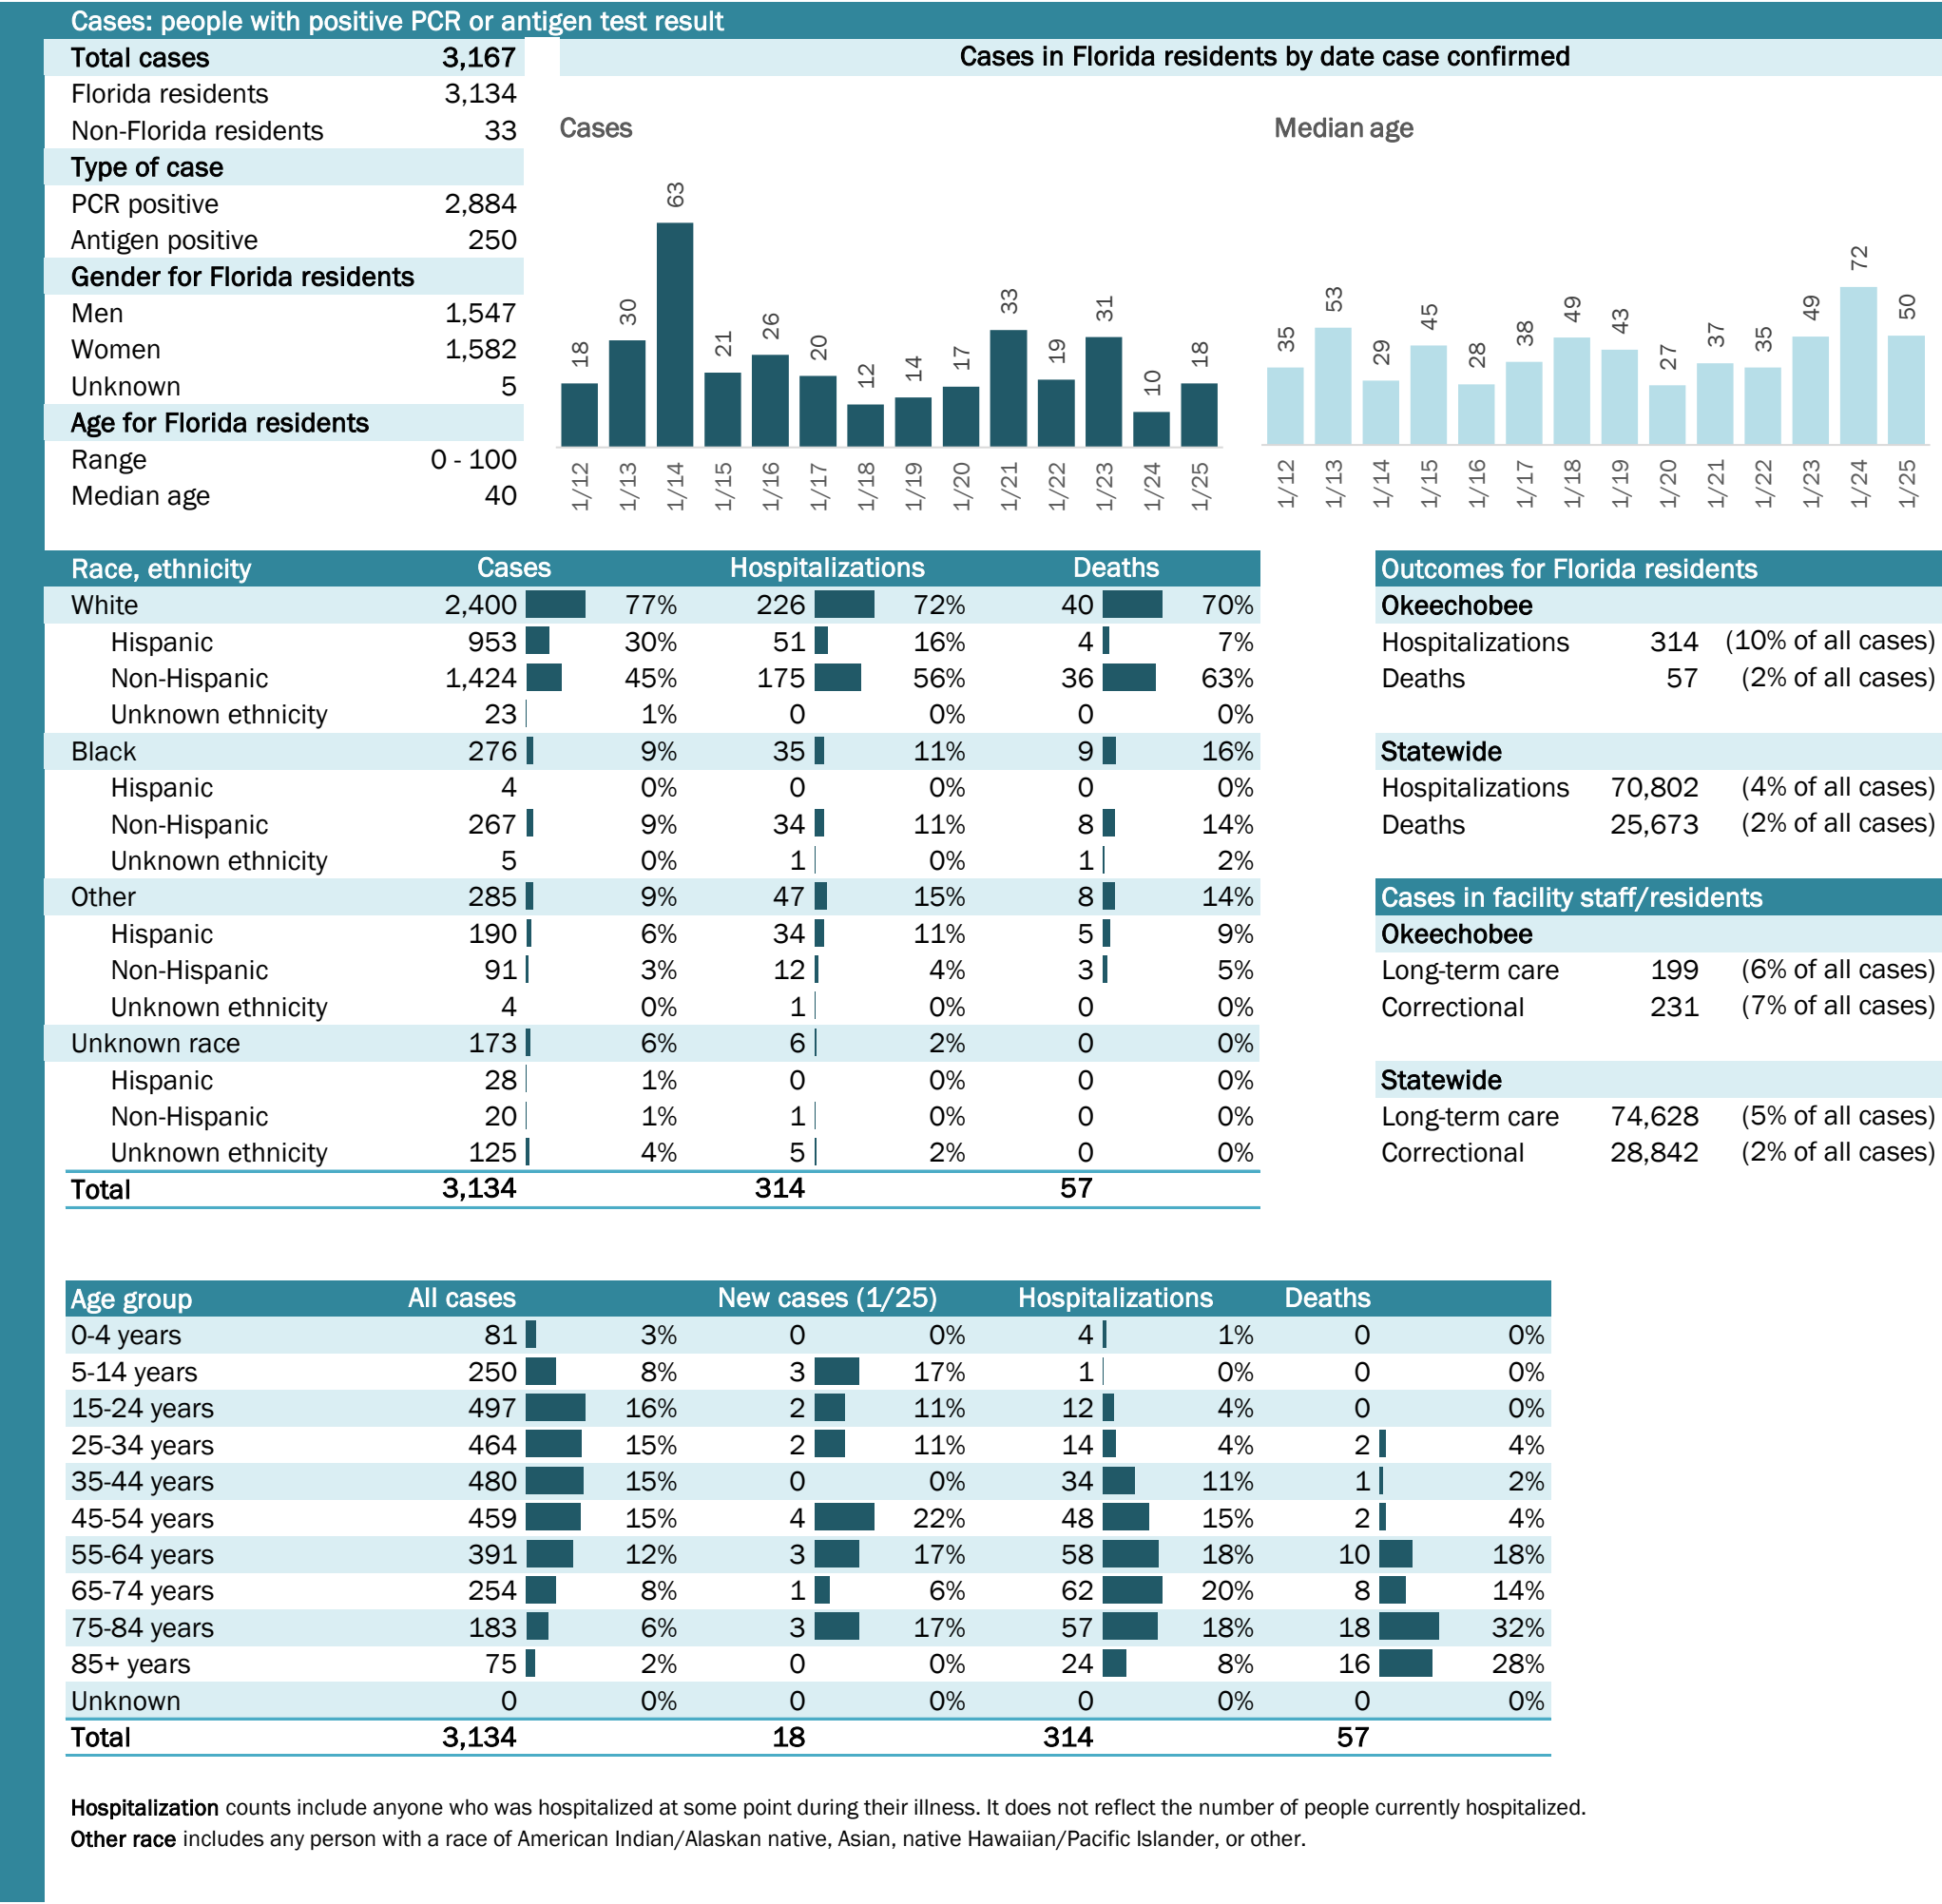 Cases: people with positive PCR or antigen test result
Total cases 3,167
Florida residents 3,134
Non-Florida residents 33
Type of case
PCR positive 2,884
Antigen positive 250
Gender for Florida residents
Men 1,547
Women 1,582
Unknown 5
Age for Florida residents
Range 0 - 100
Median age 40
Cases in Florida residents by date case confirmed
Cases
18 30 63 21 26 20 12 14 17 33 19 31 10 18
1/12 1/13 1/14 1/15 1/16 1/17 1/18 1/19 1/20 1/21 1/22 1/23 1/24 1/25
Median age
35 53 29 45 28 38 49 43 27 37 35 49 72 50
1/12 1/13 1/14 1/15 1/16 1/17 1/18 1/19 1/20 1/21 1/22 1/23 1/24 1/25
Race, ethnicity Cases Hospitalizations Deaths
White 2,400 77% 226 72% 40 70%
Hispanic 953 30% 51 16% 4 7%
Non-Hispanic 1,424 45% 175 56% 36 63%
Unknown ethnicity 23 1% 0 0% 0 0%
Black 276 9% 35 11% 9 16%
Hispanic 4 0% 0 0% 0 0%
Non-Hispanic 267 9% 34 11% 8 14%
Unknown ethnicity 5 0% 1 0% 1 2%
Other 285 9% 47 15% 8 14%
Hispanic 190 6% 34 11% 5 9%
Non-Hispanic 91 3% 12 4% 3 5%
Unknown ethnicity 4 0% 1 0% 0 0%
Unknown race 173 6% 6 2% 0 0%
Hispanic 28 1% 0 0% 0 0%
Non-Hispanic 20 1% 1 0% 0 0%
Unknown ethnicity 125 4% 5 2% 0 0%
Total 3,134 314 57
Outcomes for Florida residents
Okeechobee
Hospitalizations 314 (10% of all cases)
Deaths 57 (2% of all cases)
Statewide
Hospitalizations 70,802 (4% of all cases)
Deaths 25,673 (2% of all cases)
Cases in facility staff/residents
Okeechobee
Long-term care 199 (6% of all cases)
Correctional 231 (7% of all cases)
Statewide
Long-term care 74,628 (5% of all cases)
Correctional 28,842 (2% of all cases)
Age group All cases New cases (1/25) Hospitalizations Deaths
0-4 years 81 3% 0 0% 4 1% 0 0%
5-14 years 250 8% 3 17% 1 0% 0 0%
15-24 years 497 16% 2 11% 12 4% 0 0%
25-34 years 464 15% 2 11% 14 4% 2 4%
35-44 years 480 15% 0 0% 34 11% 1 2%
45-54 years 459 15% 4 22% 48 15% 2 4%
55-64 years 391 12% 3 17% 58 18% 10 18%
65-74 years 254 8% 1 6% 62 20% 8 14%
75-84 years 183 6% 3 17% 57 18% 18 32%
85+ years 75 2% 0 0% 24 8% 16 28%
Unknown 0 0% 0 0% 0 0% 0 0%
Total 3,134 18 314 57
Hospitalization counts include anyone who was hospitalized at some point during their illness. It does not reflect the number of people currently hospitalized.
Other race includes any person with a race of American Indian/Alaskan native, Asian, native Hawaiian/Pacific Islander, or other.